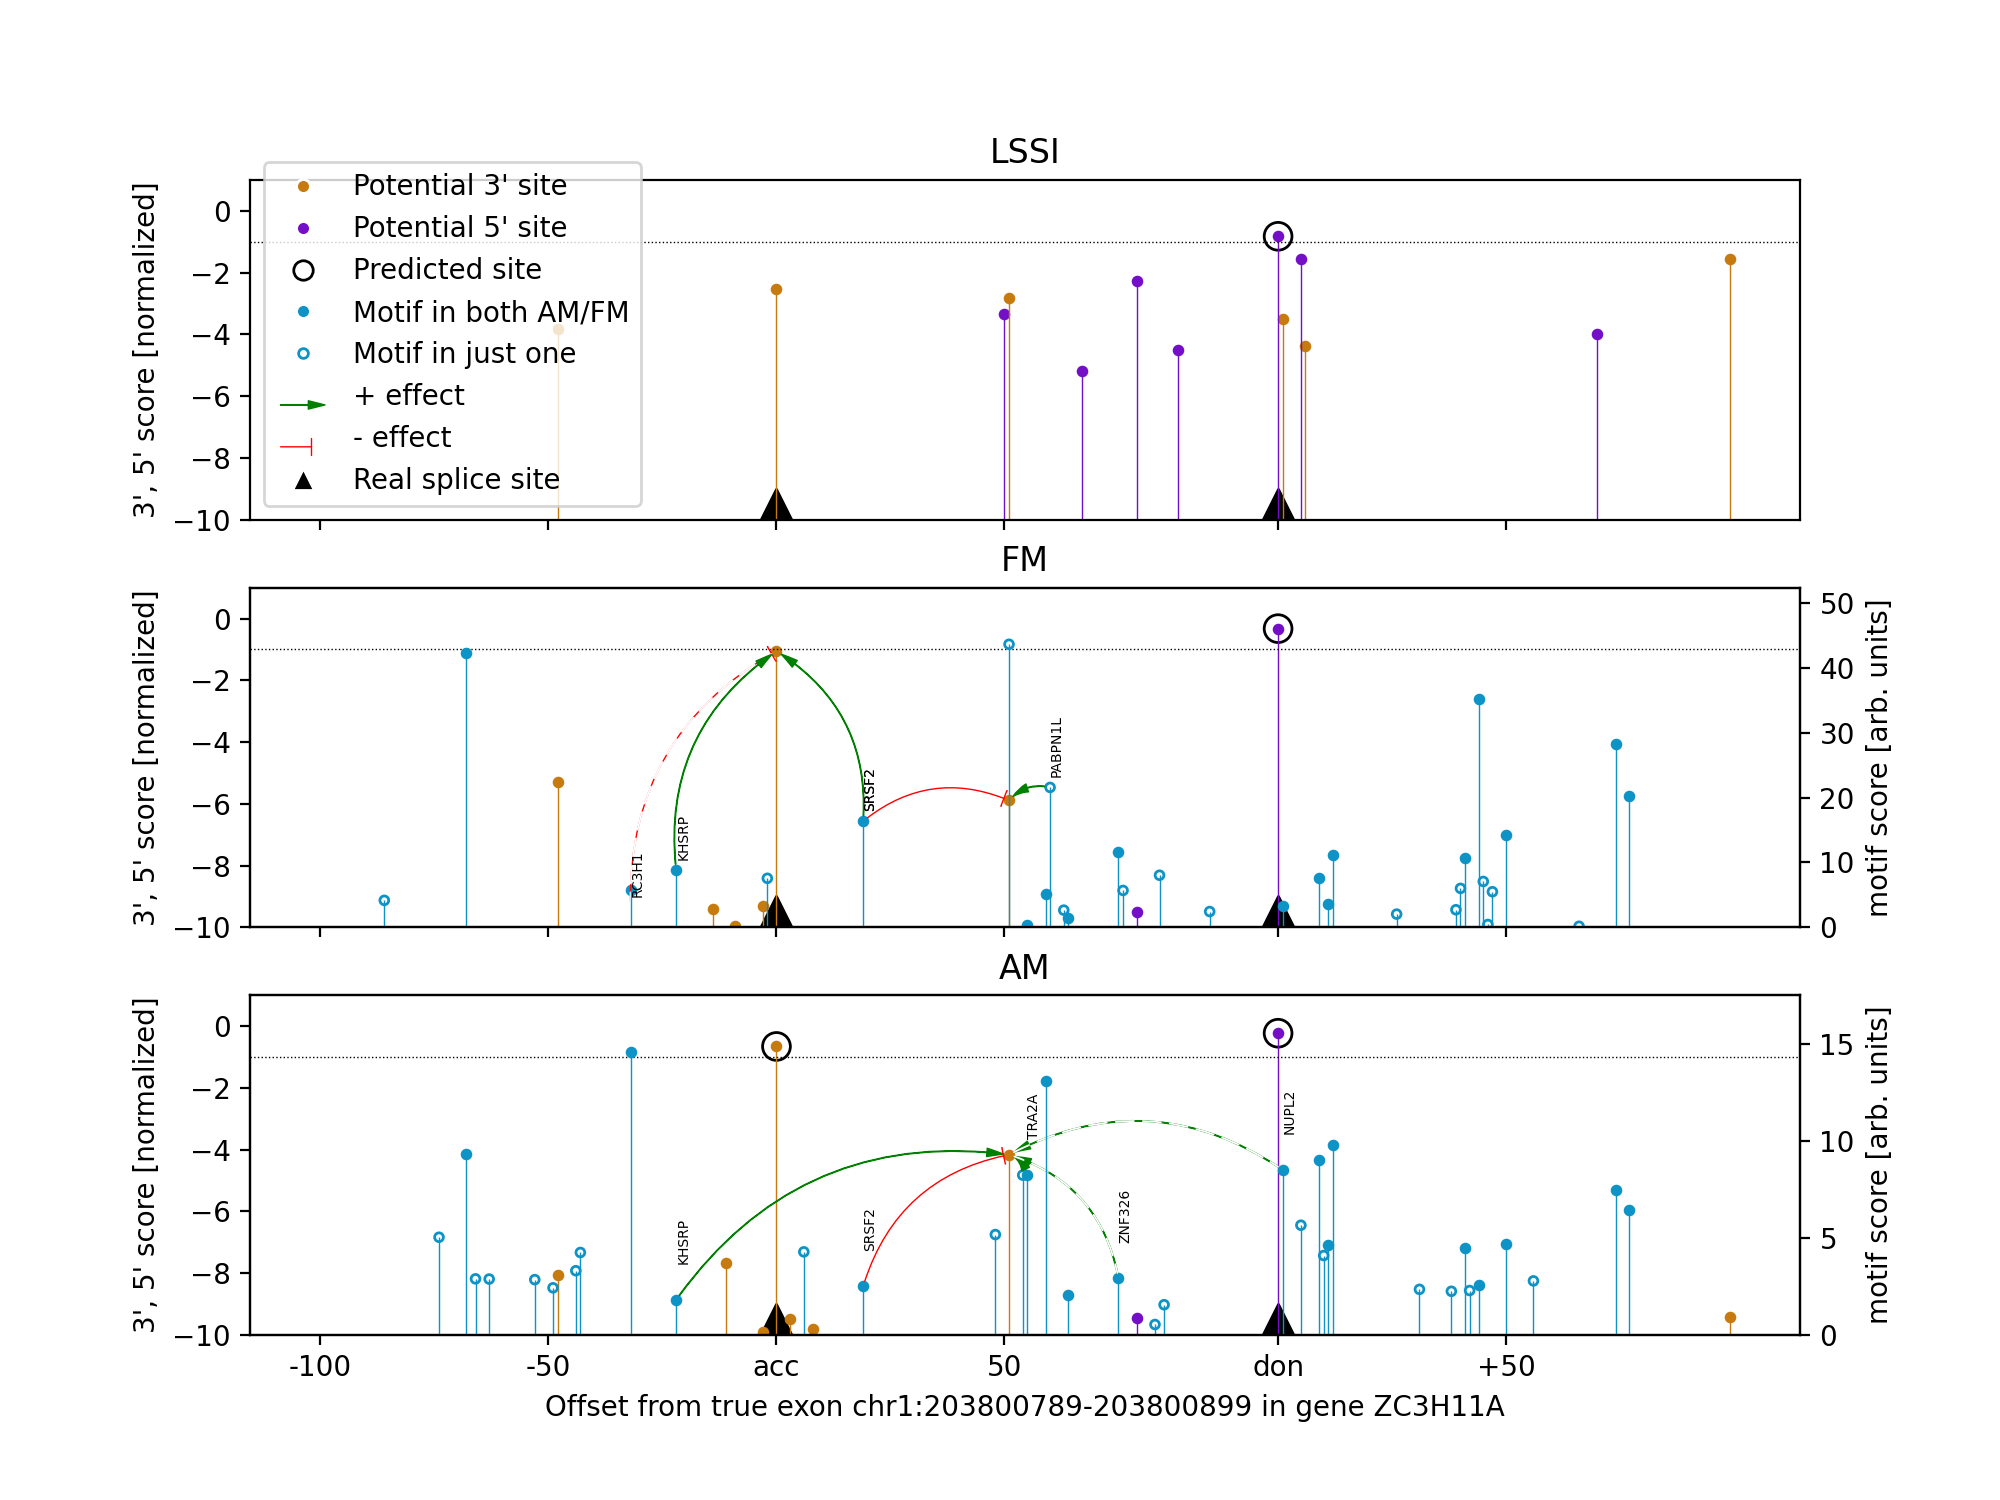 LSSI
3', 5' score [normalized]
0
−2
−4
−6
−8
−10
Potential 3' site
Potential 5' site
Predicted site
Motif in both AM/FM
Motif in just one
+ effect
- effect
Real splice site
FM
3', 5' score [normalized]
0
−2
−4
−6
−8
−10
RC3H1
KHSRP
SRSF2
PABPN1L
50
40
30
20
10
0
motif score [arb. units]
AM
3', 5' score [normalized]
0
−2
−4
−6
−8
−10
KHSRP
SRSF2
TRA2A
ZNF326
NUPL2
15
10
5
0
motif score [arb. units]
-100
-50
acc
50
don
+50
Offset from true exon chr1:203800789-203800899 in gene ZC3H11A